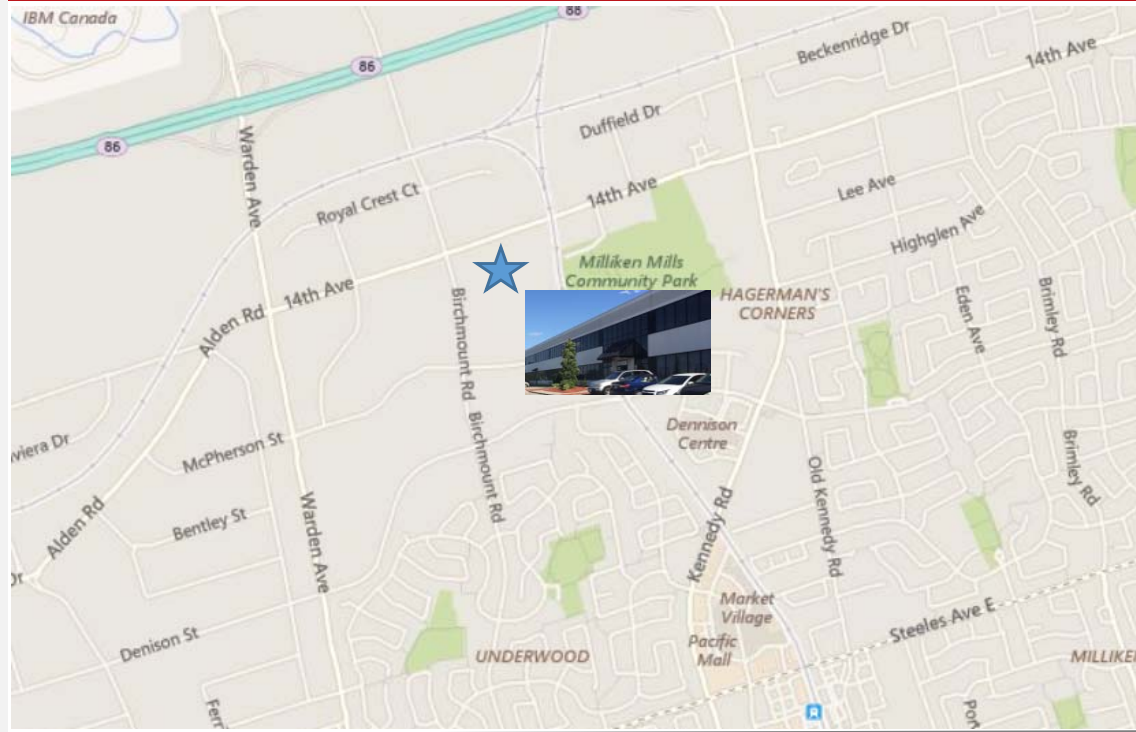 IBM Canada
88
86
86
Beckenridge Dr
14th Ave
Duffield Dr
Warden Ave
Royal Crest Ct
14th Ave
Lee Ave
Highglen Ave
Milliken Mills
Community Park
HAGERMAN'S
CORNERS
14th Ave
Alden Rd
Birchmount Rd
Eden Ave
Brimley Rd
Dennison
Centre
McPherson St
Birchmount Rd
Old Kennedy Rd
Brimley Rd
Alden Rd
Bentley St
Warden Ave
Kennedy Rd
Market
Village
Steeles Ave E
Denison St
UNDERWOOD
Pacific
Mall